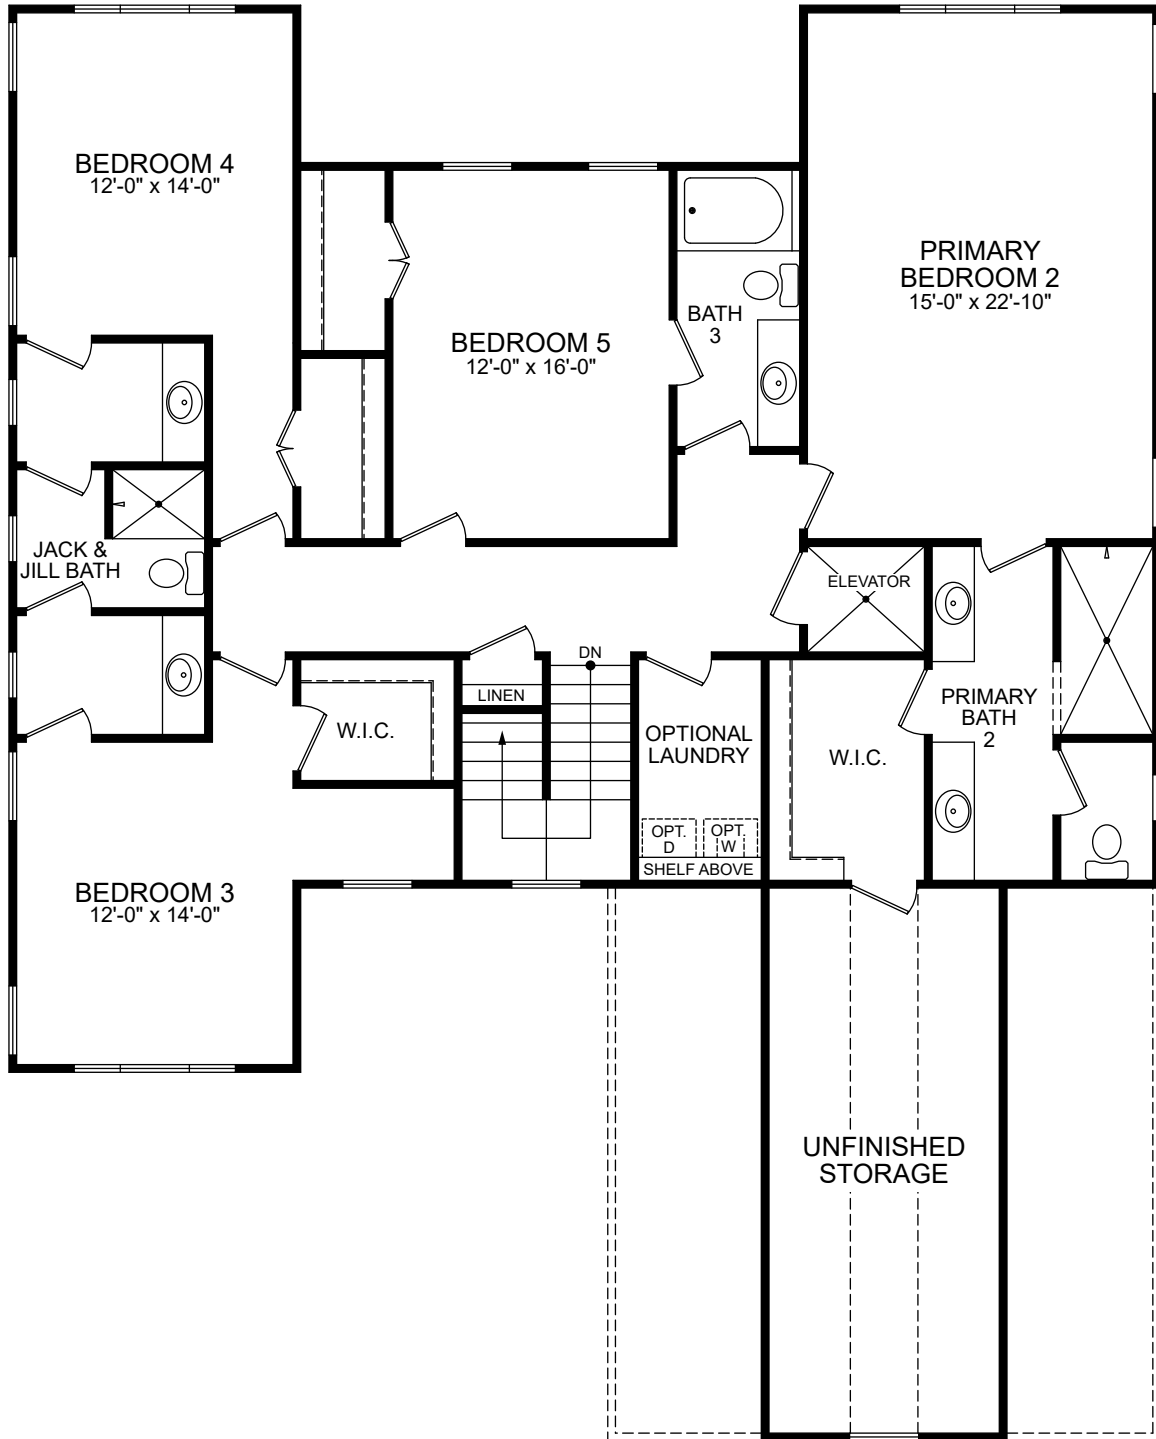 BEDROOM 4
12'-0" x 14'-0"
PRIMARY
BEDROOM 2
15'-0" x 22'-10"
BATH
3
BEDROOM 5
12'-0" x 16'-0"
JACK &
JILL BATH
ELEVATOR
DN
LINEN
W.I.C.
OPTIONAL
LAUNDRY
W.I.C.
PRIMARY
BATH
2
OPT.
D
OPT.
W
SHELF ABOVE
BEDROOM 3
12'-0" x 14'-0"
UNFINISHED
STORAGE